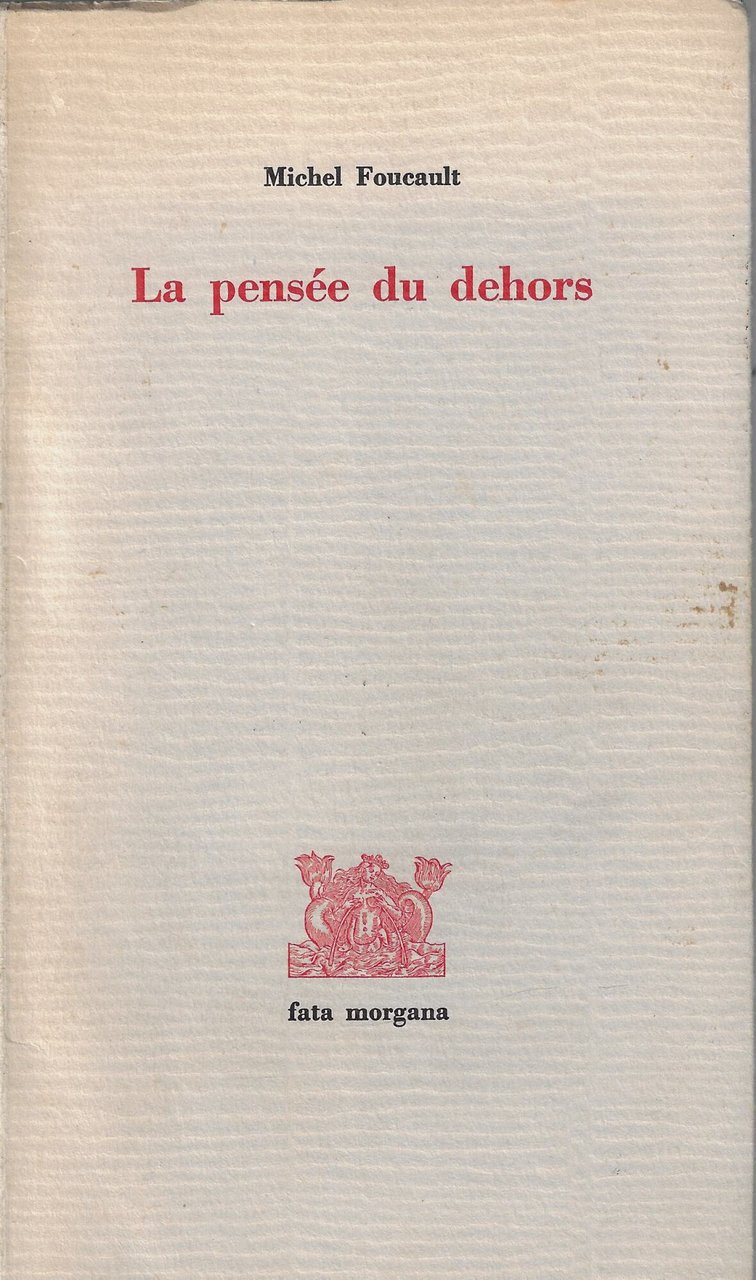 Michel Foucault
La pensée du dehors
fata morgana